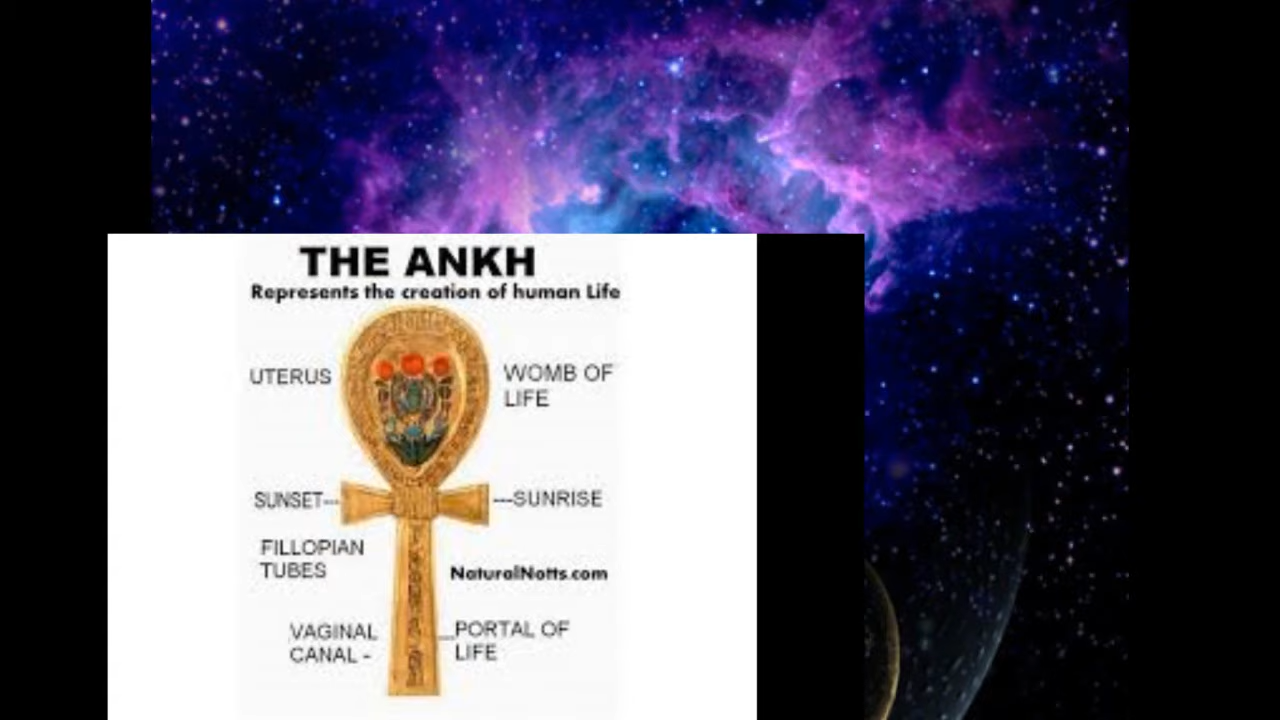 THE ANKH
Represents the creation of human Life
UTERUS
WOMB OF
LIFE
SUNSET---
---SUNRISE
FILLOPIAN
TUBES
NaturalNotts.com
VAGINAL
CANAL -
PORTAL OF
LIFE